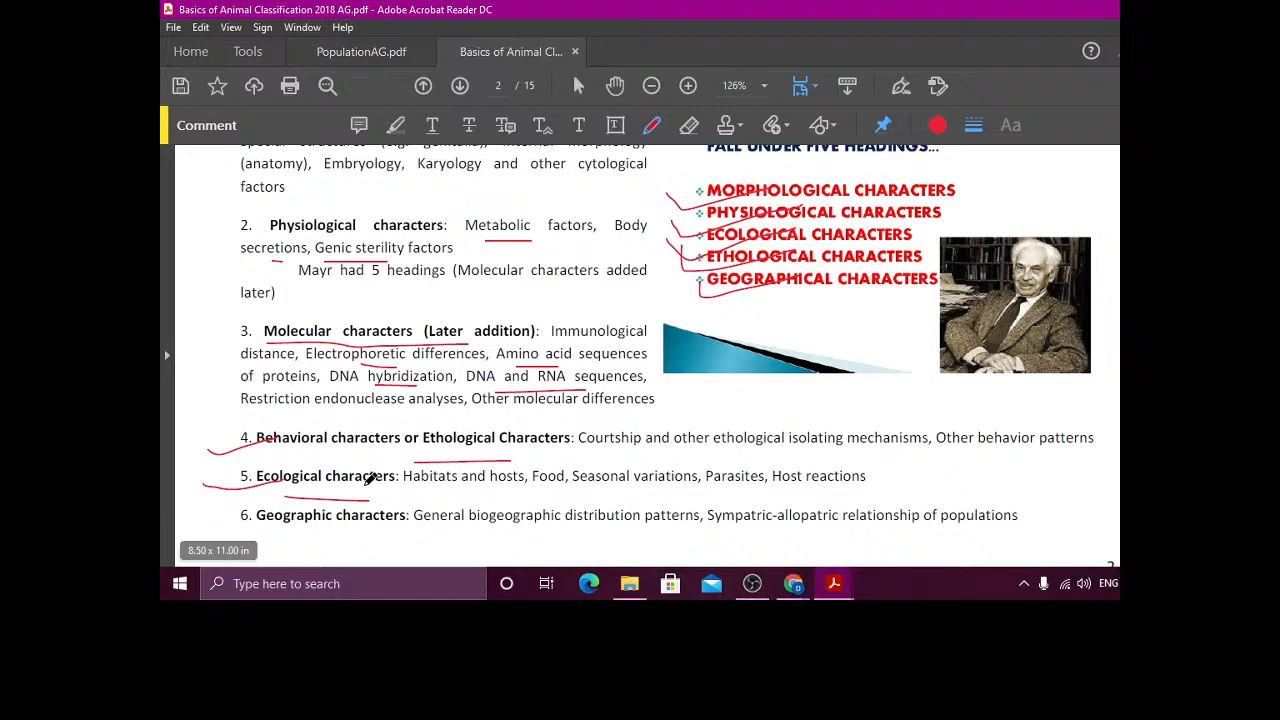 Basics of Animal Classification 2018 AG.pdf - Adobe Acrobat Reader DC
File Edit View Sign Window Help
Home Tools PopulationAG.pdf Basics of Animal Cl... ×
2 / 15 126%
Comment
Aa
(anatomy), Embryology, Karyology and other cytological
factors
2. Physiological characters: Metabolic factors, Body
secretions, Genic sterility factors
Mayr had 5 headings (Molecular characters added
later)
3. Molecular characters (Later addition): Immunological
distance, Electrophoretic differences, Amino acid sequences
of proteins, DNA hybridization, DNA and RNA sequences,
Restriction endonuclease analyses, Other molecular differences
FALL UNDER FIVE HEADINGS...
MORPHOLOGICAL CHARACTERS
PHYSIOLOGICAL CHARACTERS
ECOLOGICAL CHARACTERS
ETHOLOGICAL CHARACTERS
GEOGRAPHICAL CHARACTERS
4. Behavioral characters or Ethological Characters: Courtship and other ethological isolating mechanisms, Other behavior patterns
5. Ecological characters: Habitats and hosts, Food, Seasonal variations, Parasites, Host reactions
6. Geographic characters: General biogeographic distribution patterns, Sympatric-allopatric relationship of populations
8.50 x 11.00 in
Type here to search
ENG